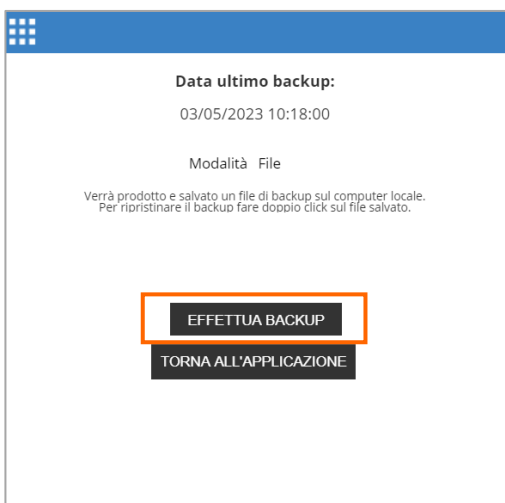 Data ultimo backup:
03/05/2023 10:18:00
Modalità File
Verrà prodotto e salvato un file di backup sul computer locale.
Per ripristinare il backup fare doppio click sul file salvato.
EFFETTUA BACKUP
TORNA ALL'APPLICAZIONE